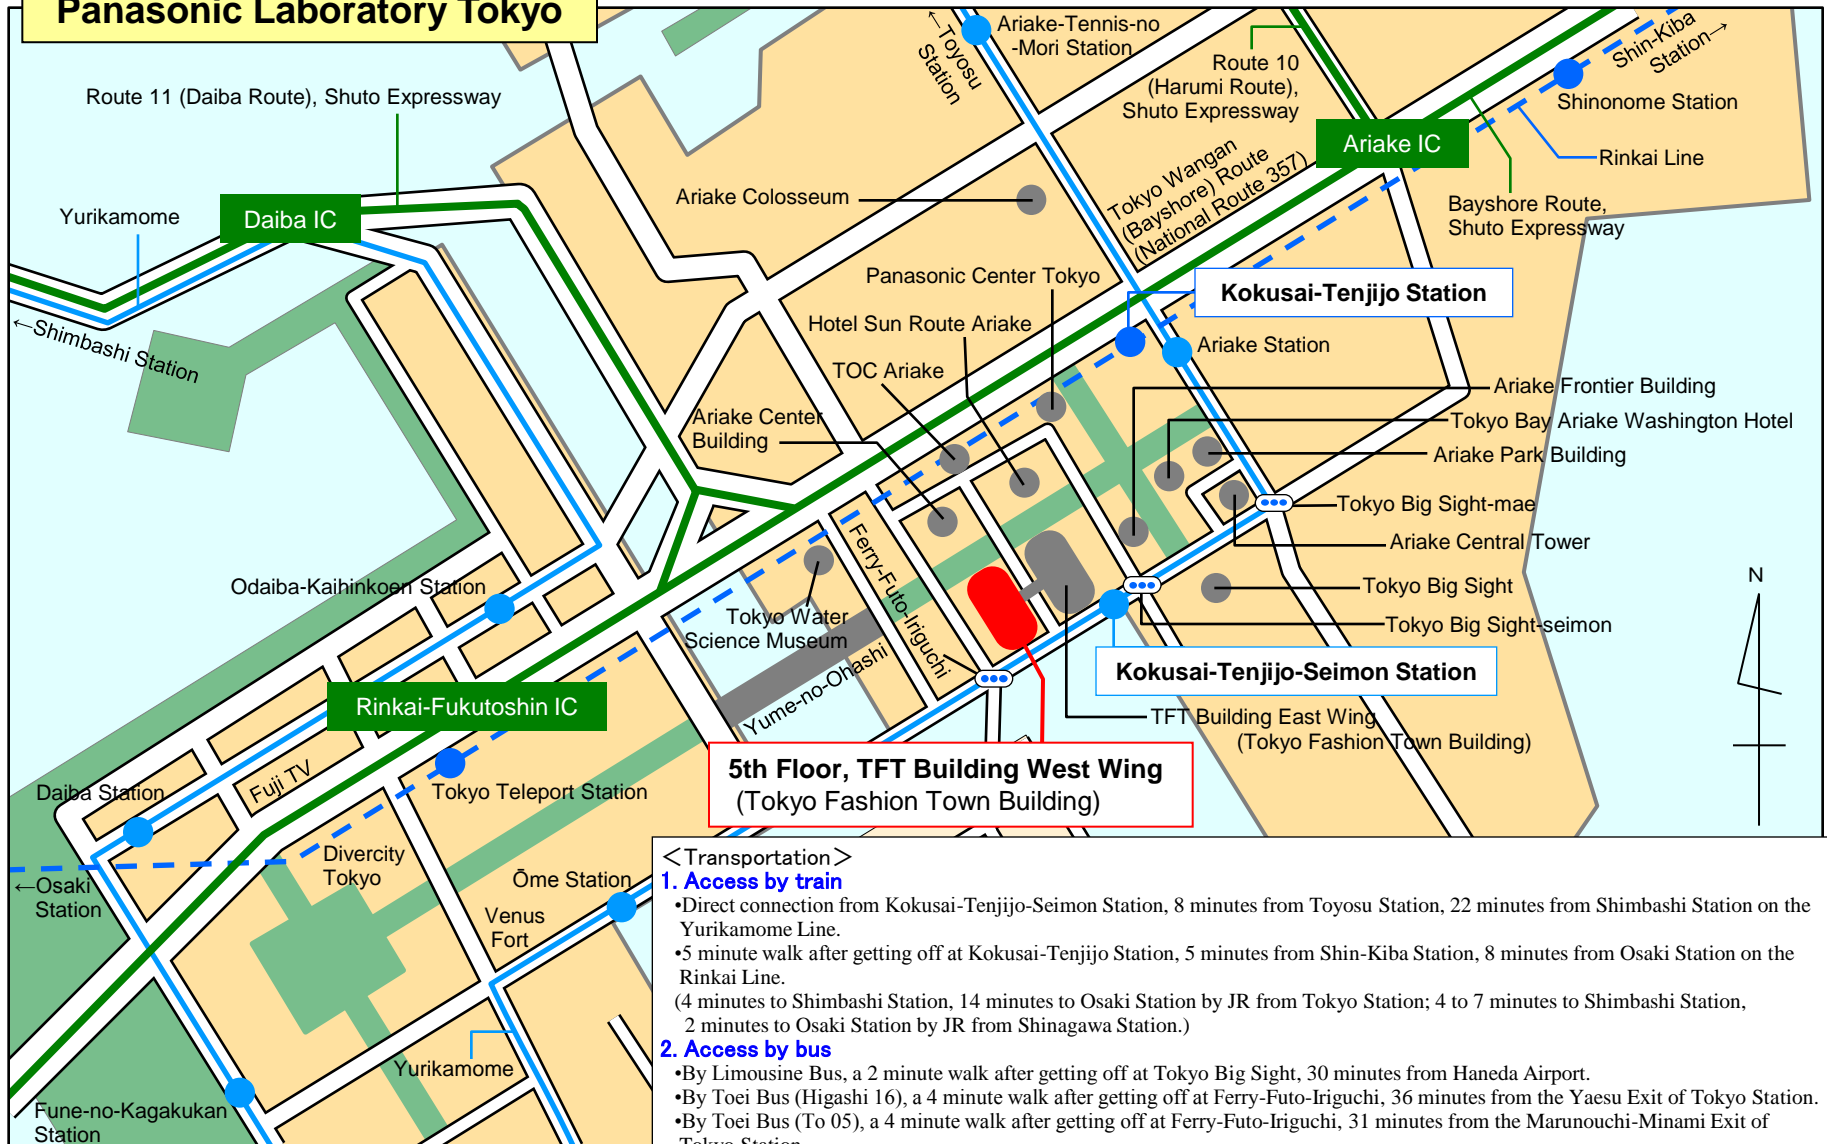 Panasonic Laboratory Tokyo
←Toyosu
Station
Ariake-Tennis-no
-Mori Station
Route 10
(Harumi Route),
Shuto Expressway
Shin-Kiba
Station→
Shinonome Station
Route 11 (Daiba Route), Shuto Expressway
Ariake IC
Rinkai Line
Tokyo Wangan
(Bayshore) Route
(National Route 357)
Ariake Colosseum
Bayshore Route,
Shuto Expressway
Yurikamome
Daiba IC
Panasonic Center Tokyo
Kokusai-Tenjijo Station
←Shimbashi Station
Hotel Sun Route Ariake
Ariake Station
TOC Ariake
Ariake Frontier Building
Ariake Center
Building
Tokyo Bay Ariake Washington Hotel
Ariake Park Building
Tokyo Big Sight-mae
Ferry-Futo-Iriguchi
Ariake Central Tower
Odaiba-Kaihinkoen Station
Tokyo Big Sight
N
Tokyo Water
Science Museum
Tokyo Big Sight-seimon
Yume-no-Ohashi
Kokusai-Tenjijo-Seimon Station
Rinkai-Fukutoshin IC
TFT Building East Wing
(Tokyo Fashion Town Building)
5th Floor, TFT Building West Wing
(Tokyo Fashion Town Building)
Fuji TV
Daiba Station
Tokyo Teleport Station
Divercity
Tokyo
←Osaki
Station
Ōme Station
Venus
Fort
Yurikamome
Fune-no-Kagakukan
Station
<Transportation>
1. Access by train
•Direct connection from Kokusai-Tenjijo-Seimon Station, 8 minutes from Toyosu Station, 22 minutes from Shimbashi Station on the
Yurikamome Line.
•5 minute walk after getting off at Kokusai-Tenjijo Station, 5 minutes from Shin-Kiba Station, 8 minutes from Osaki Station on the
Rinkai Line.
(4 minutes to Shimbashi Station, 14 minutes to Osaki Station by JR from Tokyo Station; 4 to 7 minutes to Shimbashi Station,
2 minutes to Osaki Station by JR from Shinagawa Station.)
2. Access by bus
•By Limousine Bus, a 2 minute walk after getting off at Tokyo Big Sight, 30 minutes from Haneda Airport.
•By Toei Bus (Higashi 16), a 4 minute walk after getting off at Ferry-Futo-Iriguchi, 36 minutes from the Yaesu Exit of Tokyo Station.
•By Toei Bus (To 05), a 4 minute walk after getting off at Ferry-Futo-Iriguchi, 31 minutes from the Marunouchi-Minami Exit of
Tokyo Station